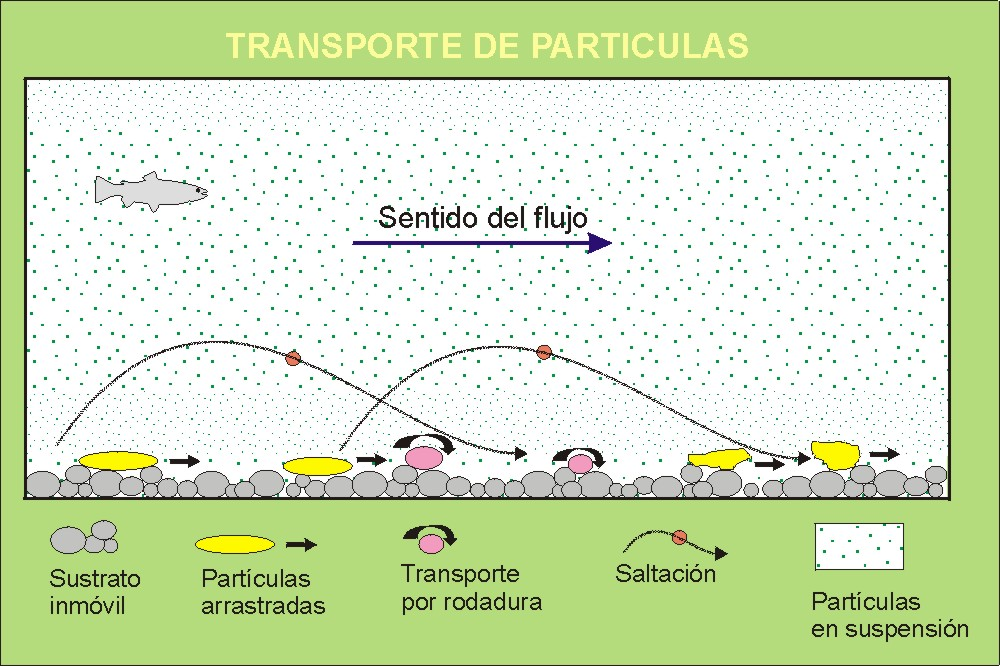 TRANSPORTE DE PARTICULAS
Sentido del flujo
Sustrato
inmóvil
Partículas
arrastradas
Transporte
por rodadura
Saltación
Partículas
en suspensión